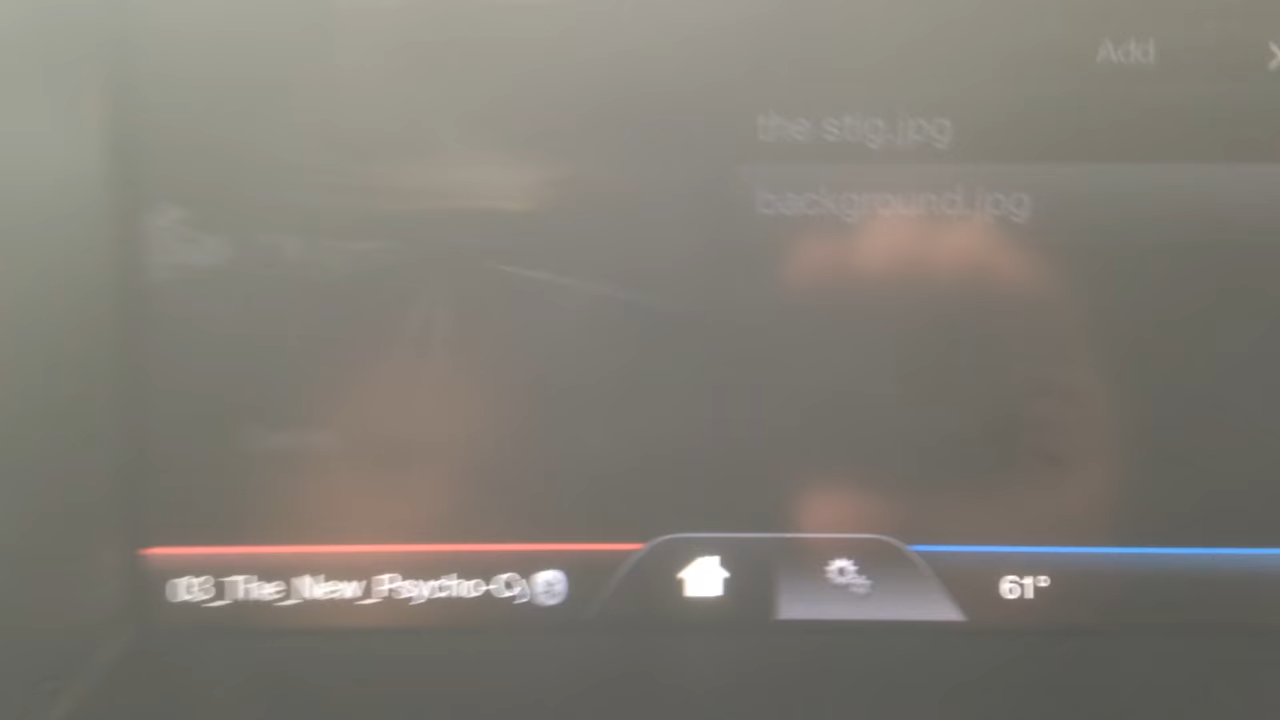 Add
the stig.jpg
background.jpg
03_The_New_Psycho-Cy
61°